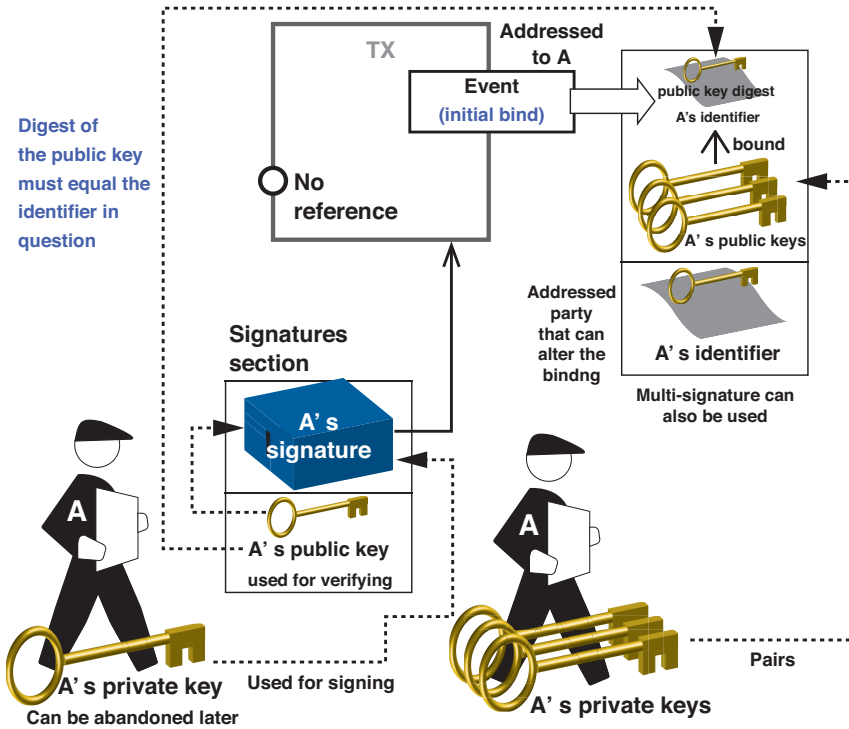 TX
Addressed
to A
Event
(initial bind)
public key digest
A's identifier
bound
A' s public keys
Digest of
the public key
must equal the
identifier in
question
No
reference
Addressed
party
that can
alter the
bindng
A' s identifier
Multi-signature can
also be used
Signatures
section
A' s
signature
A' s public key
used for verifying
A
A' s private key
Can be abandoned later
Used for signing
A
A' s private keys
Pairs